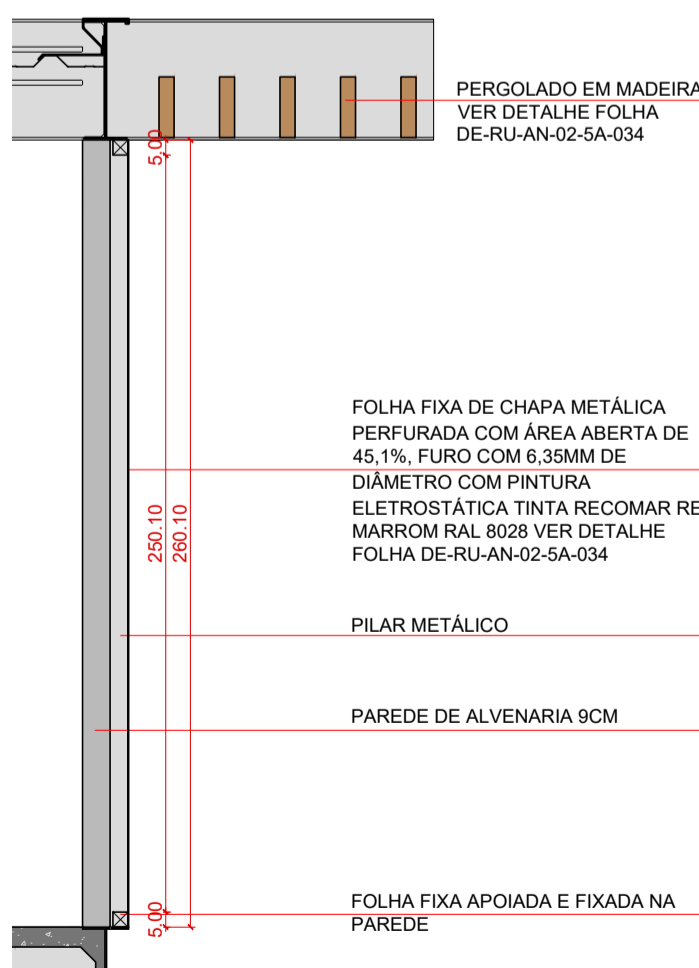 PERGOLADO EM MADEIRA
VER DETALHE FOLHA
DE-RU-AN-02-5A-034
5.00
FOLHA FIXA DE CHAPA METÁLICA
PERFURADA COM ÁREA ABERTA DE
45,1%, FURO COM 6,35MM DE
DIÂMETRO COM PINTURA
ELETROSTÁTICA TINTA RECOMAR RE
MARROM RAL 8028 VER DETALHE
FOLHA DE-RU-AN-02-5A-034
250.10
260.10
PILAR METÁLICO
PAREDE DE ALVENARIA 9CM
FOLHA FIXA APOIADA E FIXADA NA
PAREDE
5.00